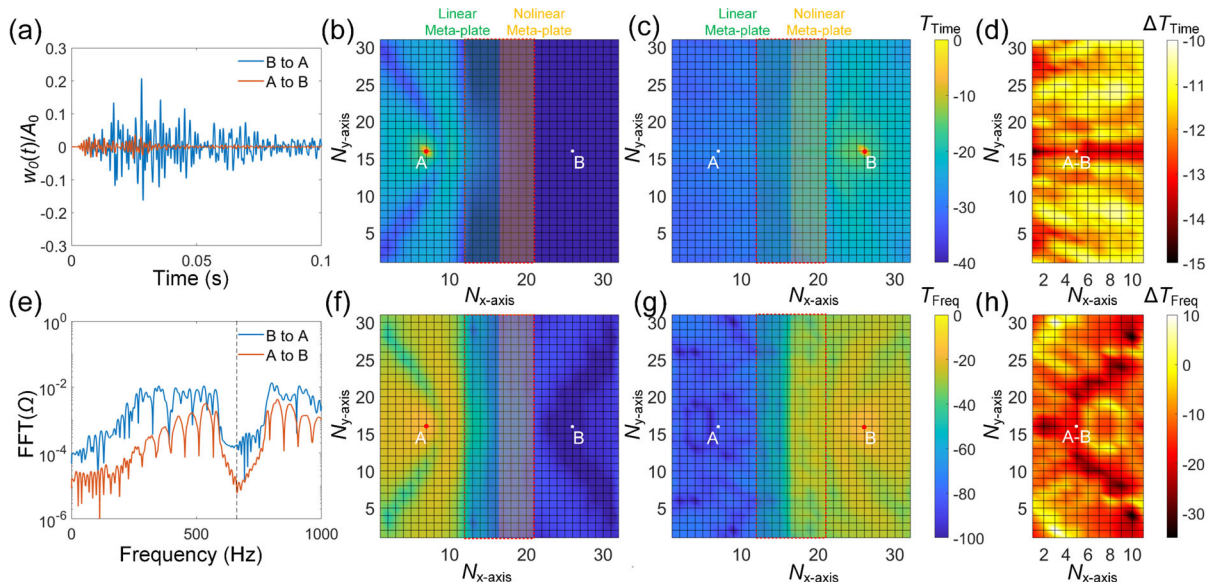 (a)
0.3
0.2
0.1
0
-0.1
-0.2
-0.3
w0(t)/A0
B to A
A to B
0
0.05
0.1
Time (s)
(b)
Linear
Meta-plate
Nolinear
Meta-plate
30
25
20
15
10
5
Ny-axis
A
B
10
20
30
Nx-axis
(c)
Linear
Meta-plate
Nolinear
Meta-plate
TTime
30
25
20
15
10
5
Ny-axis
A
B
10
20
30
Nx-axis
0
-10
-20
-30
-40
(d)
ΔTTime
30
25
20
15
10
5
Ny-axis
A-B
2 4 6 8 10
Nx-axis
-10
-11
-12
-13
-14
-15
(e)
10^0
10^-2
10^-4
10^-6
FFT(Ω)
B to A
A to B
0
500
1000
Frequency (Hz)
(f)
30
25
20
15
10
5
Ny-axis
A
B
10
20
30
Nx-axis
(g)
TFreq
30
25
20
15
10
5
Ny-axis
A
B
10
20
30
Nx-axis
0
-20
-40
-60
-80
-100
(h)
ΔTFreq
30
25
20
15
10
5
Ny-axis
A-B
2 4 6 8 10
Nx-axis
10
0
-10
-20
-30